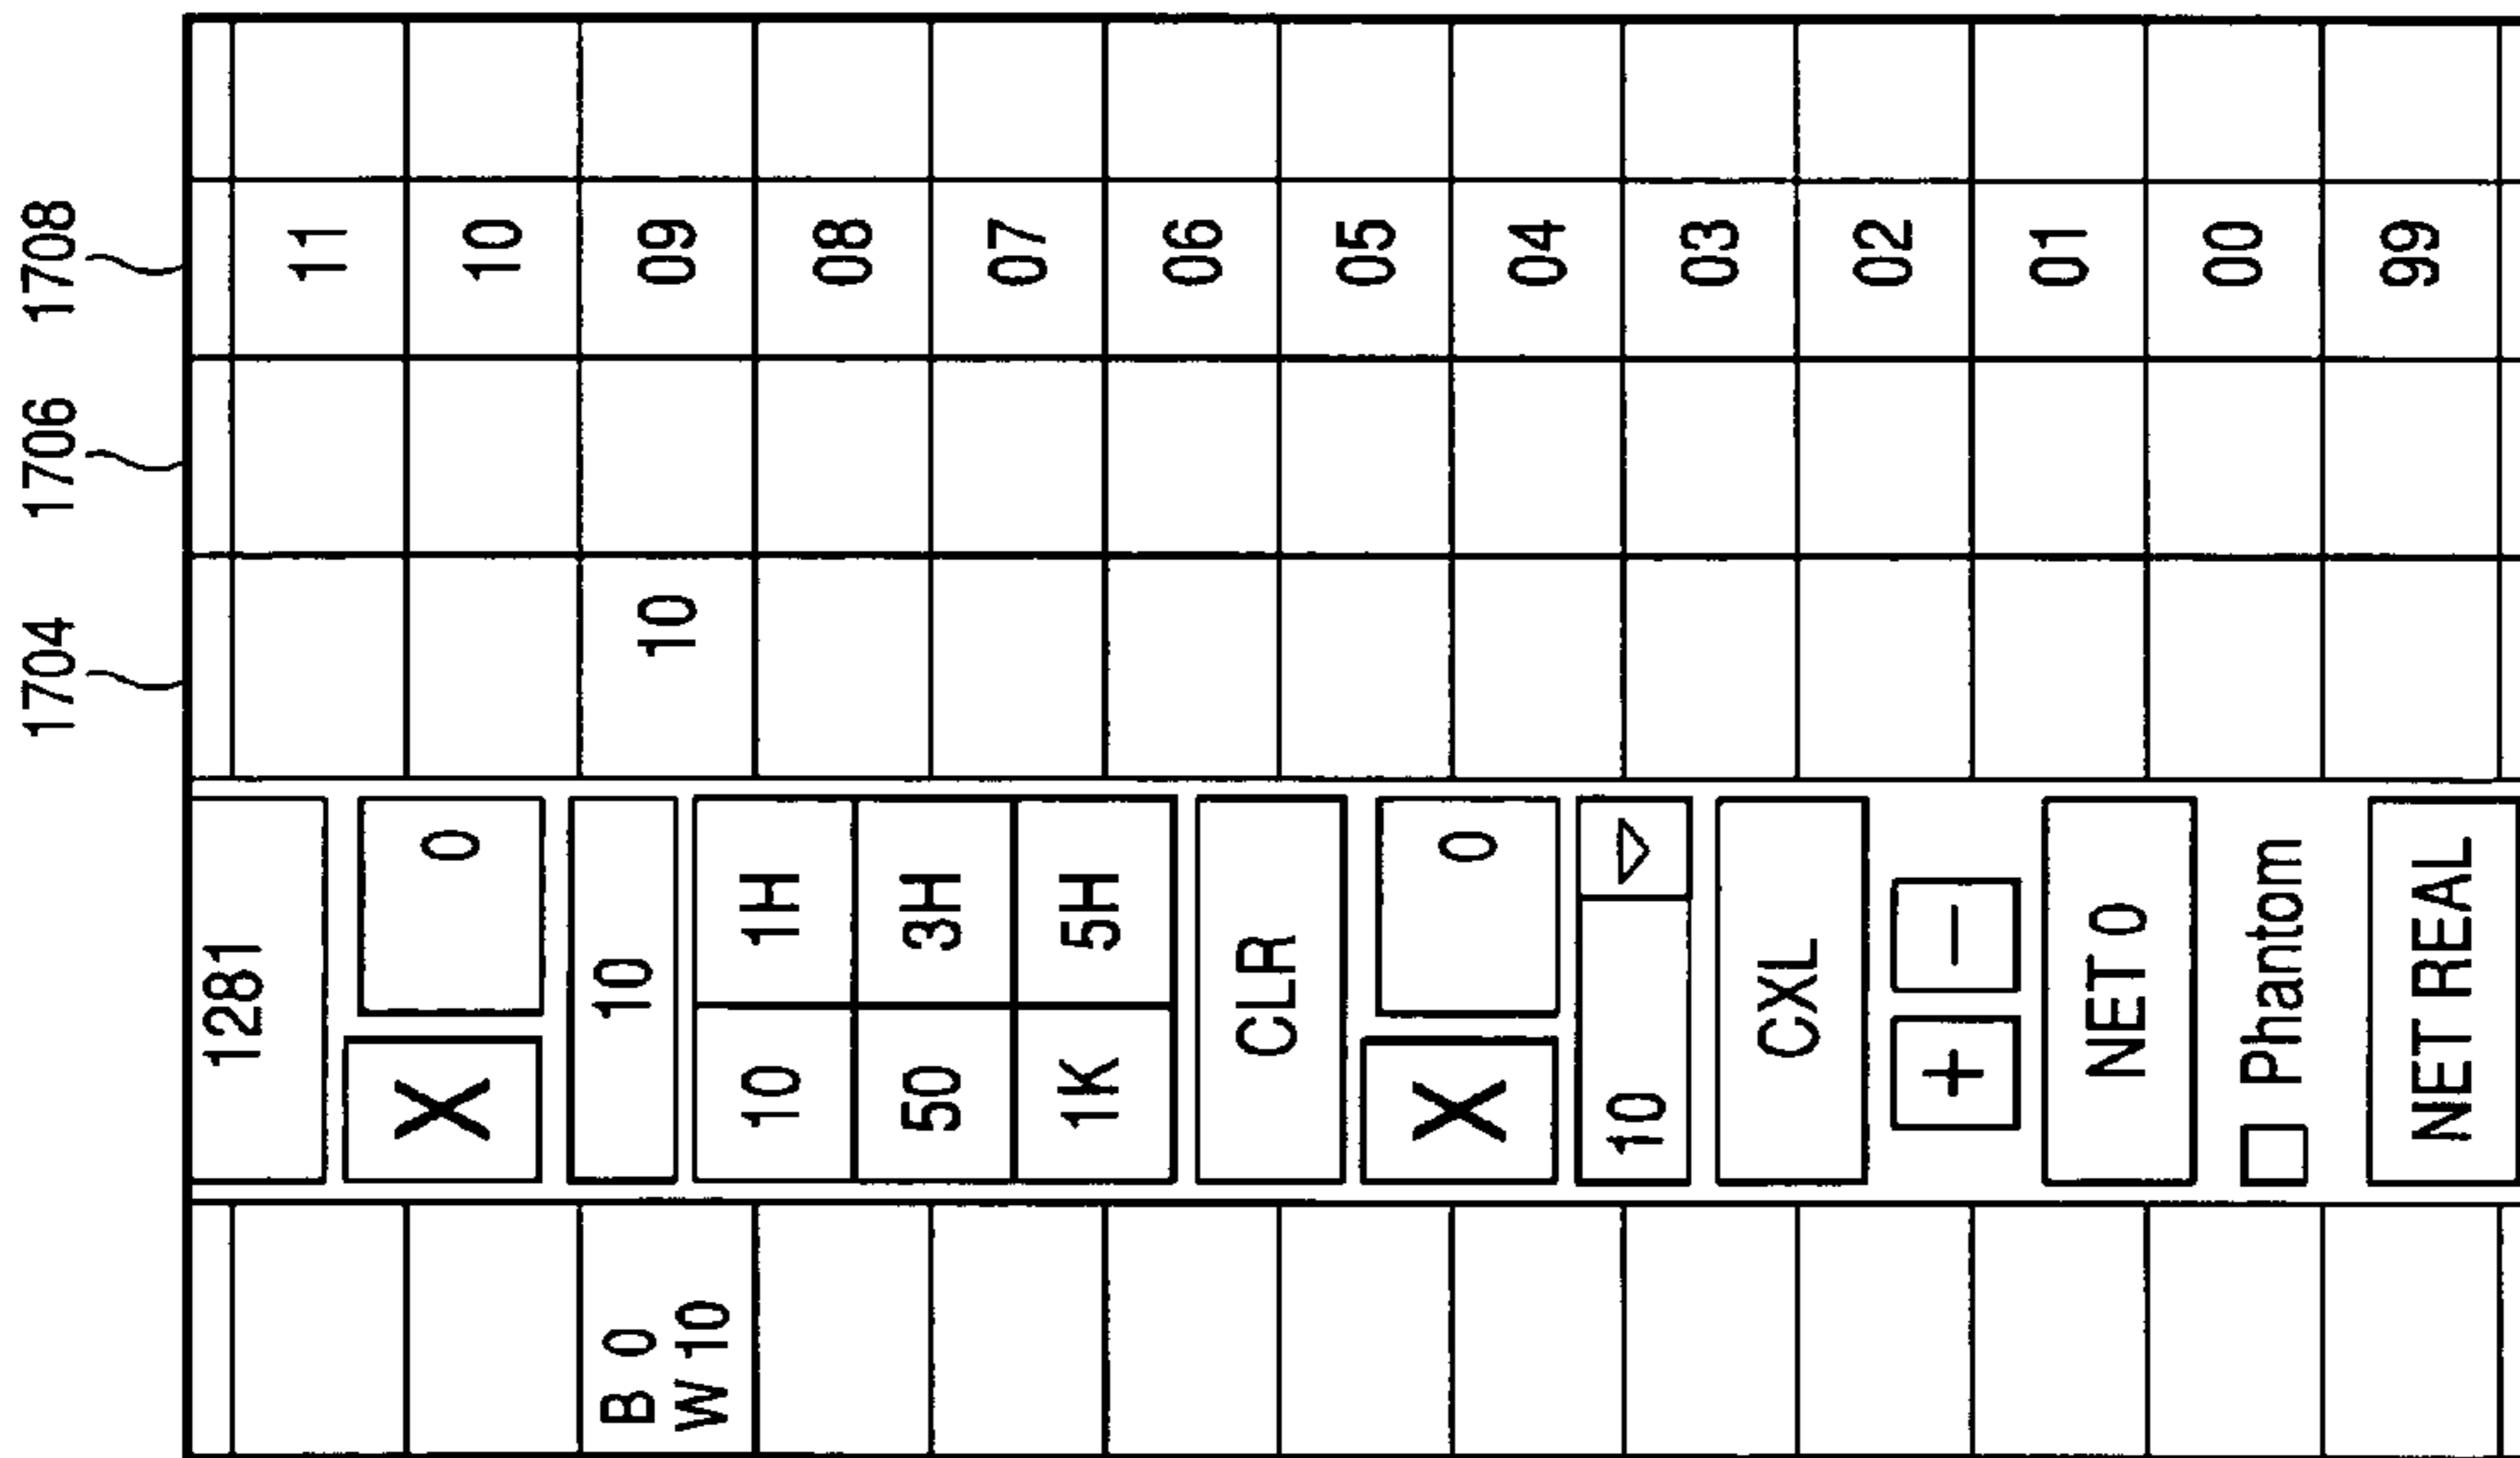 1704 1706 1708
B 0
W 10
1281
X 0
10
10 1H
50 3H
1K 5H
CLR
X 0
10
CXL
+ −
NET 0
Phantom
NET REAL
10
11
10
09
08
07
06
05
04
03
02
01
00
99